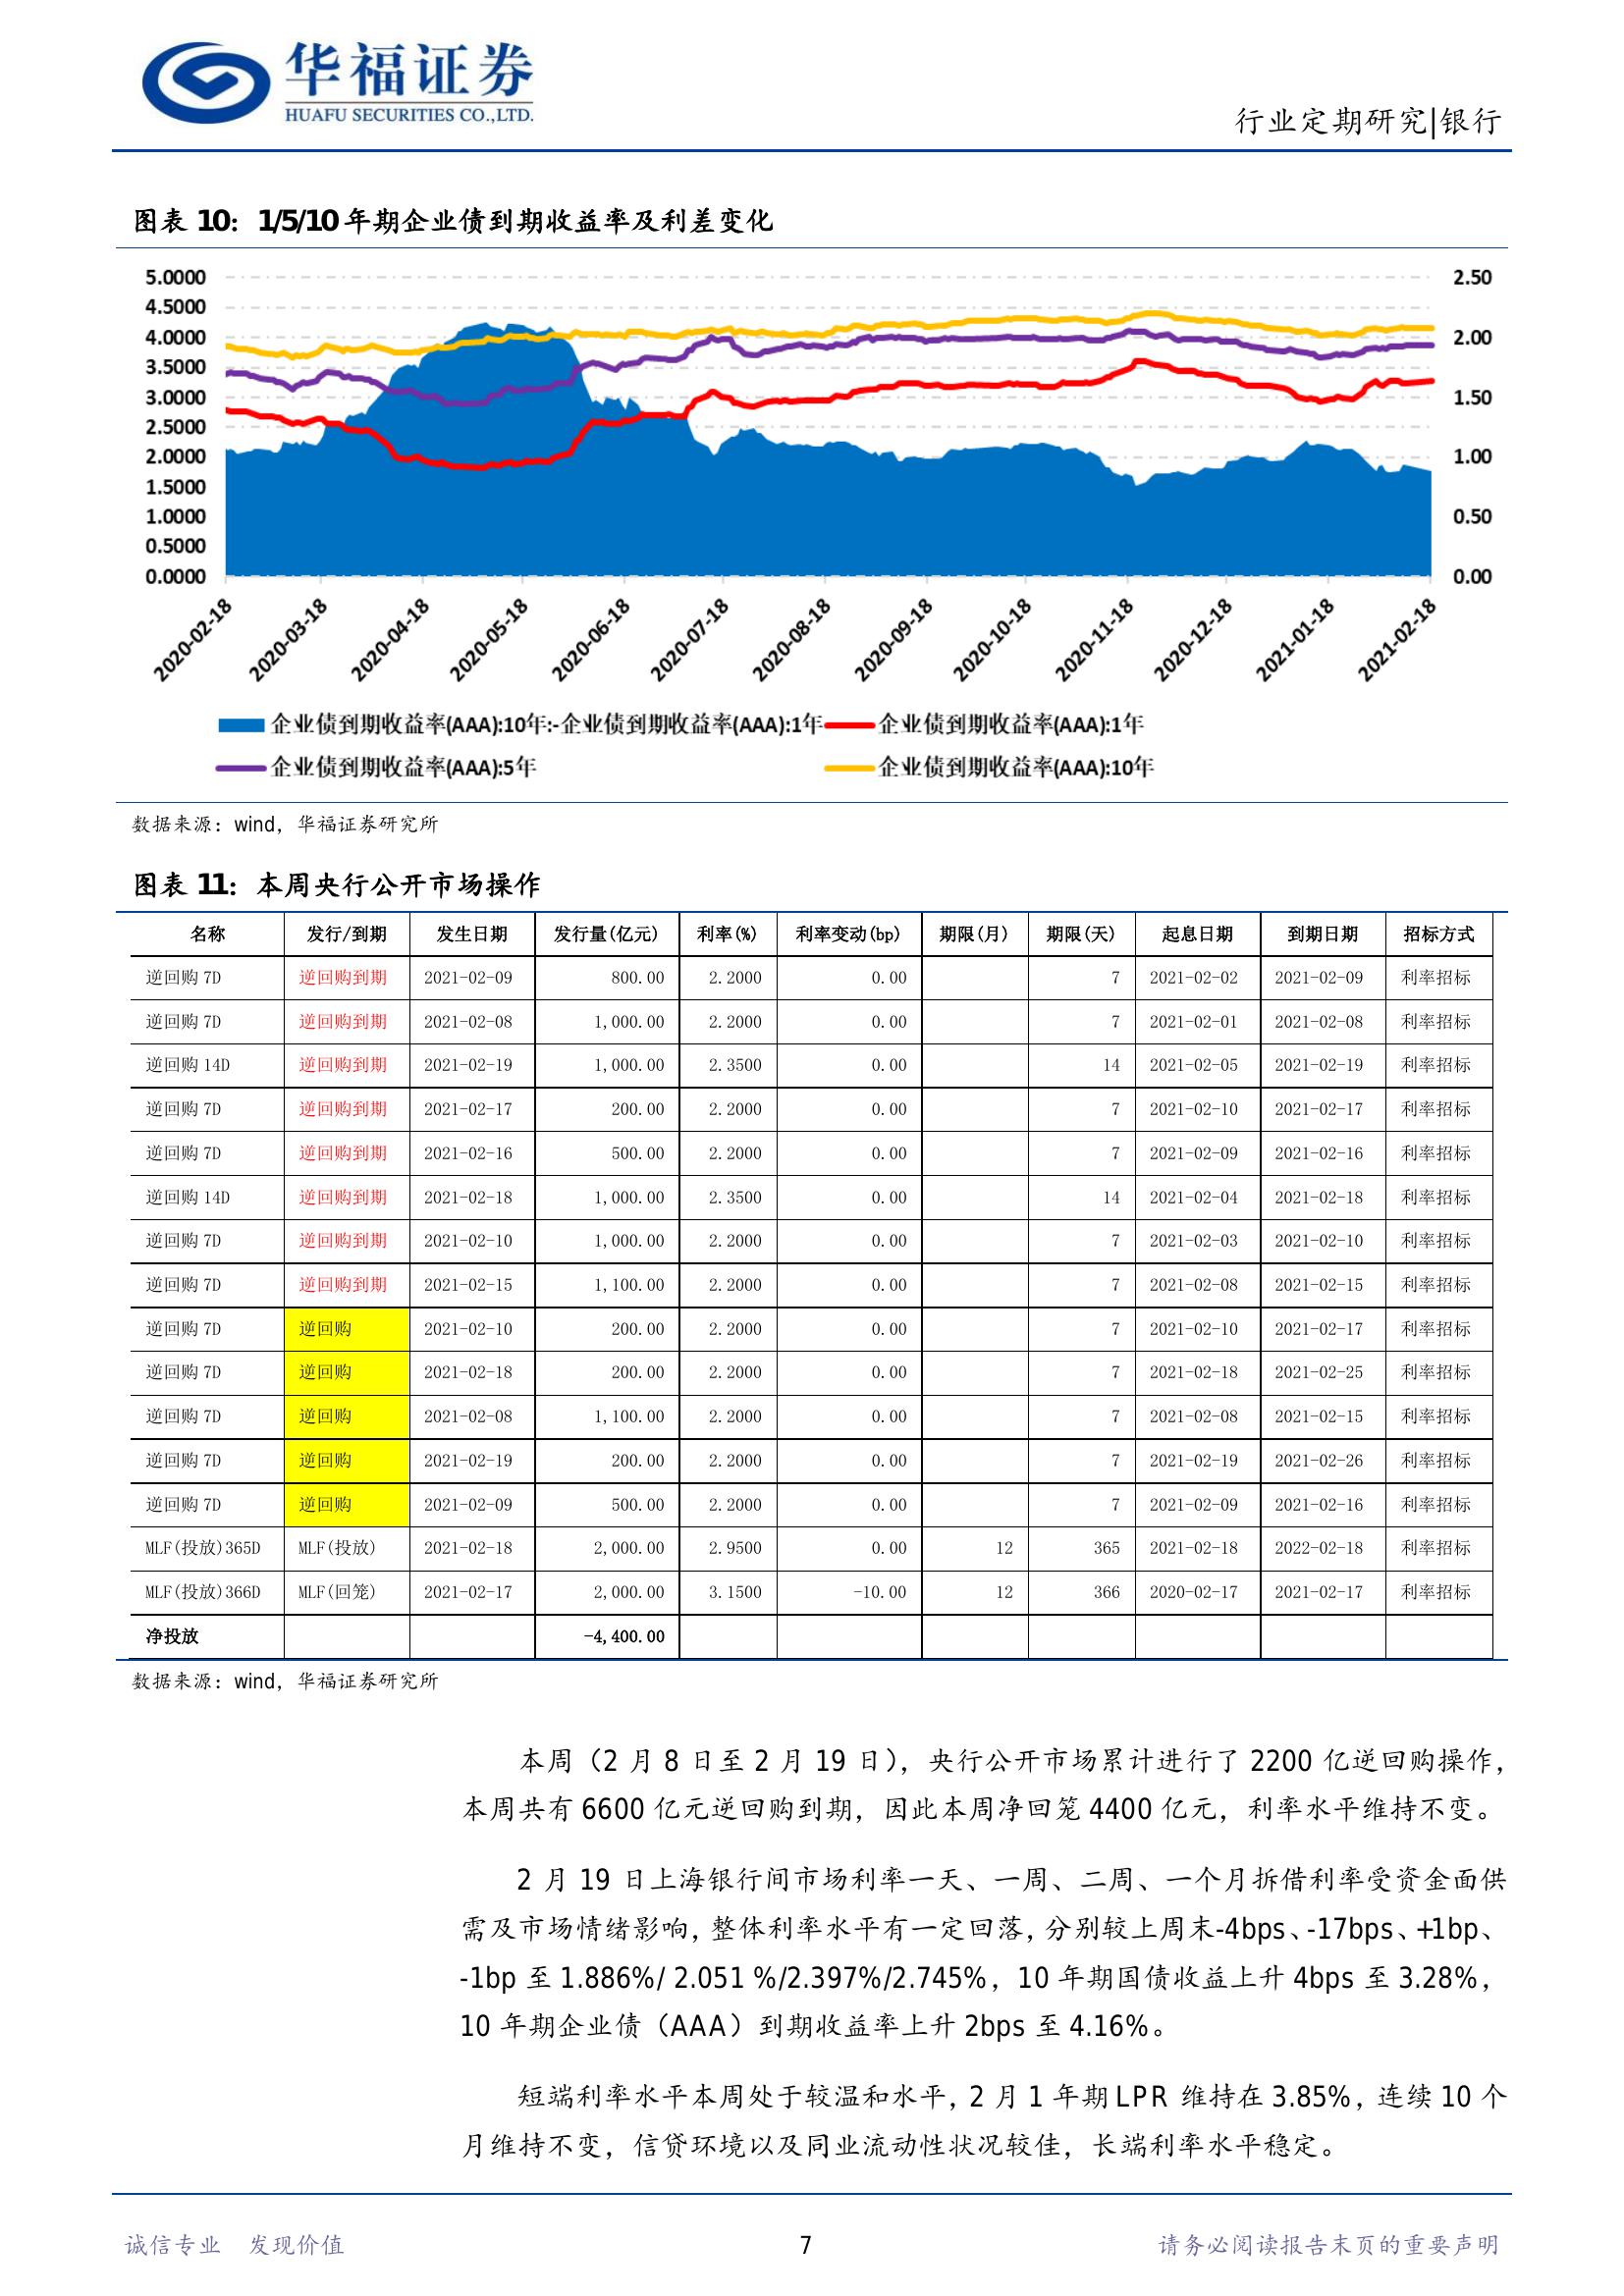 华福证券
HUAFU SECURITIES CO.,LTD.
行业定期研究|银行
图表 10：1/5/10 年期企业债到期收益率及利差变化
5.0000 2.50
4.5000
4.0000 2.00
3.5000
3.0000 1.50
2.5000
2.0000 1.00
1.5000
1.0000 0.50
0.5000
0.0000 0.00
2020-02-18 2020-03-18 2020-04-18 2020-05-18 2020-06-18 2020-07-18 2020-08-18 2020-09-18 2020-10-18 2020-11-18 2020-12-18 2021-01-18 2021-02-18
企业债到期收益率(AAA):10年:-企业债到期收益率(AAA):1年 企业债到期收益率(AAA):1年
企业债到期收益率(AAA):5年 企业债到期收益率(AAA):10年
数据来源：wind，华福证券研究所
图表 11：本周央行公开市场操作
名称 发行/到期 发生日期 发行量(亿元) 利率(%) 利率变动(bp) 期限(月) 期限(天) 起息日期 到期日期 招标方式
逆回购 7D 逆回购到期 2021-02-09 800.00 2.2000 0.00 7 2021-02-02 2021-02-09 利率招标
逆回购 7D 逆回购到期 2021-02-08 1,000.00 2.2000 0.00 7 2021-02-01 2021-02-08 利率招标
逆回购 14D 逆回购到期 2021-02-19 1,000.00 2.3500 0.00 14 2021-02-05 2021-02-19 利率招标
逆回购 7D 逆回购到期 2021-02-17 200.00 2.2000 0.00 7 2021-02-10 2021-02-17 利率招标
逆回购 7D 逆回购到期 2021-02-16 500.00 2.2000 0.00 7 2021-02-09 2021-02-16 利率招标
逆回购 14D 逆回购到期 2021-02-18 1,000.00 2.3500 0.00 14 2021-02-04 2021-02-18 利率招标
逆回购 7D 逆回购到期 2021-02-10 1,000.00 2.2000 0.00 7 2021-02-03 2021-02-10 利率招标
逆回购 7D 逆回购到期 2021-02-15 1,100.00 2.2000 0.00 7 2021-02-08 2021-02-15 利率招标
逆回购 7D 逆回购 2021-02-10 200.00 2.2000 0.00 7 2021-02-10 2021-02-17 利率招标
逆回购 7D 逆回购 2021-02-18 200.00 2.2000 0.00 7 2021-02-18 2021-02-25 利率招标
逆回购 7D 逆回购 2021-02-08 1,100.00 2.2000 0.00 7 2021-02-08 2021-02-15 利率招标
逆回购 7D 逆回购 2021-02-19 200.00 2.2000 0.00 7 2021-02-19 2021-02-26 利率招标
逆回购 7D 逆回购 2021-02-09 500.00 2.2000 0.00 7 2021-02-09 2021-02-16 利率招标
MLF(投放)365D MLF(投放) 2021-02-18 2,000.00 2.9500 0.00 12 365 2021-02-18 2022-02-18 利率招标
MLF(投放)366D MLF(回笼) 2021-02-17 2,000.00 3.1500 -10.00 12 366 2020-02-17 2021-02-17 利率招标
净投放 -4,400.00
数据来源：wind，华福证券研究所
本周（2 月 8 日至 2 月 19 日），央行公开市场累计进行了 2200 亿逆回购操作，
本周共有 6600 亿元逆回购到期，因此本周净回笼 4400 亿元，利率水平维持不变。
2 月 19 日上海银行间市场利率一天、一周、二周、一个月拆借利率受资金面供
需及市场情绪影响，整体利率水平有一定回落，分别较上周末-4bps、-17bps、+1bp、
-1bp 至 1.886%/ 2.051 %/2.397%/2.745%，10 年期国债收益上升 4bps 至 3.28%，
10 年期企业债（AAA）到期收益率上升 2bps 至 4.16%。
短端利率水平本周处于较温和水平，2 月 1 年期 LPR 维持在 3.85%，连续 10 个
月维持不变，信贷环境以及同业流动性状况较佳，长端利率水平稳定。
诚信专业 发现价值 7 请务必阅读报告末页的重要声明